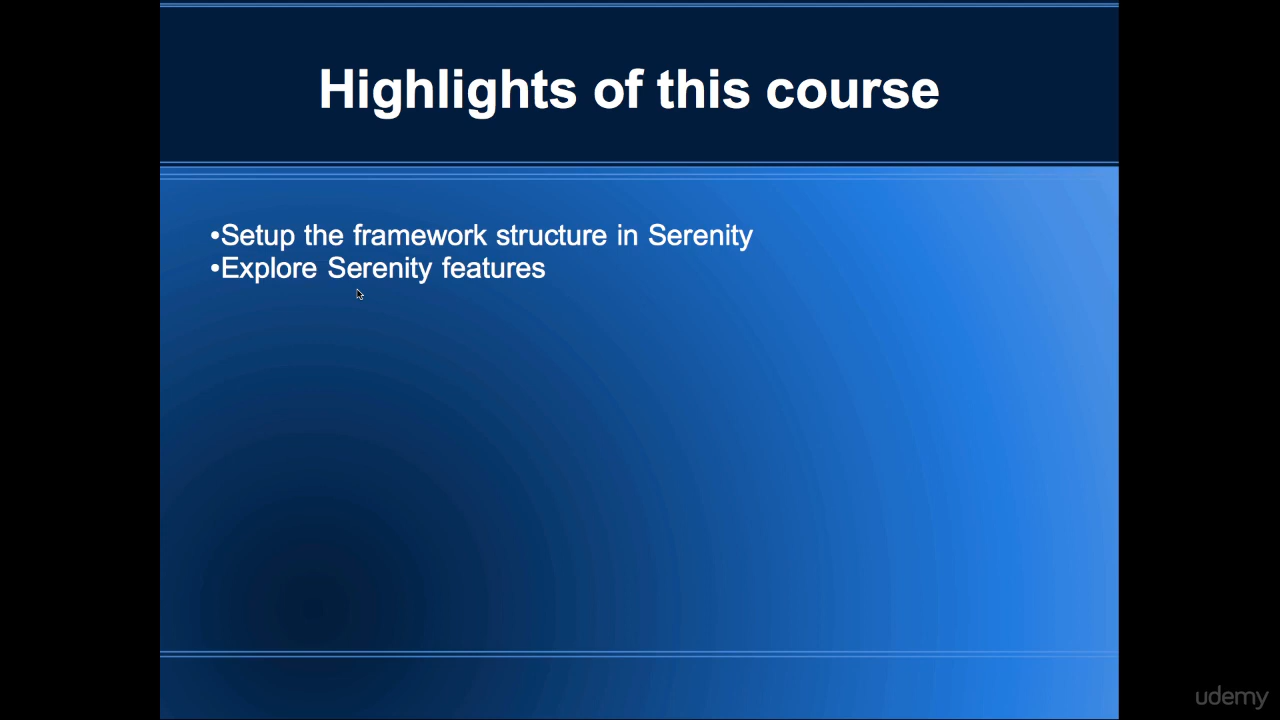 Highlights of this course
•Setup the framework structure in Serenity
•Explore Serenity features
udemy